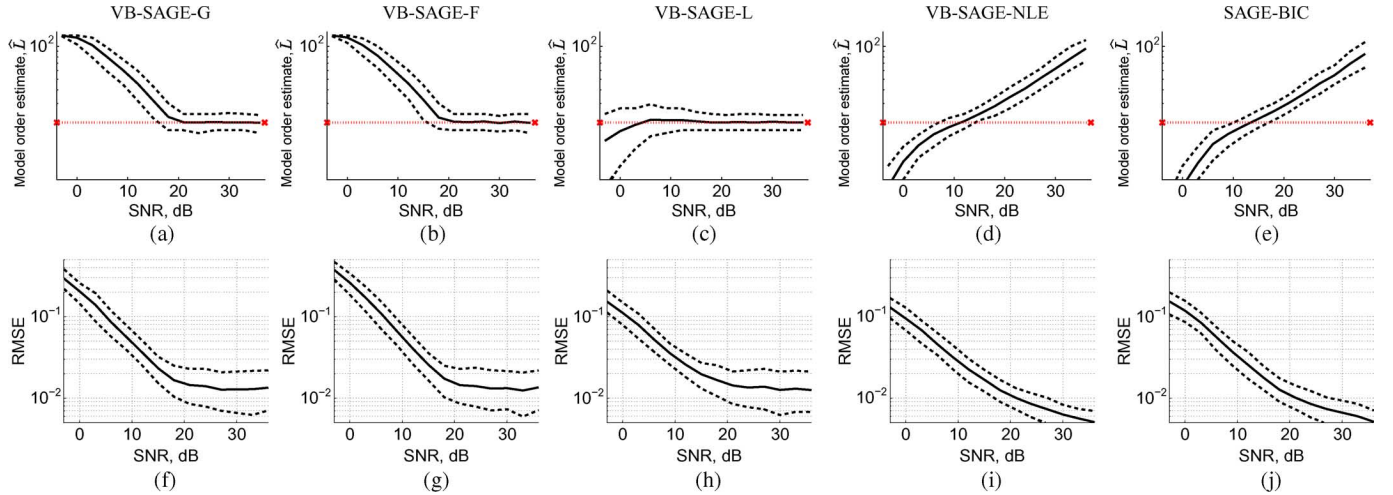 VB-SAGE-G
VB-SAGE-F
VB-SAGE-L
VB-SAGE-NLE
SAGE-BIC
Model order estimate, L̂
10²
0 10 20 30
SNR, dB
(a)
Model order estimate, L̂
10²
0 10 20 30
SNR, dB
(b)
Model order estimate, L̂
10²
0 10 20 30
SNR, dB
(c)
Model order estimate, L̂
10²
0 10 20 30
SNR, dB
(d)
Model order estimate, L̂
10²
0 10 20 30
SNR, dB
(e)
RMSE
10⁻¹
10⁻²
0 10 20 30
SNR, dB
(f)
RMSE
10⁻¹
10⁻²
0 10 20 30
SNR, dB
(g)
RMSE
10⁻¹
10⁻²
0 10 20 30
SNR, dB
(h)
RMSE
10⁻¹
10⁻²
0 10 20 30
SNR, dB
(i)
RMSE
10⁻¹
10⁻²
0 10 20 30
SNR, dB
(j)